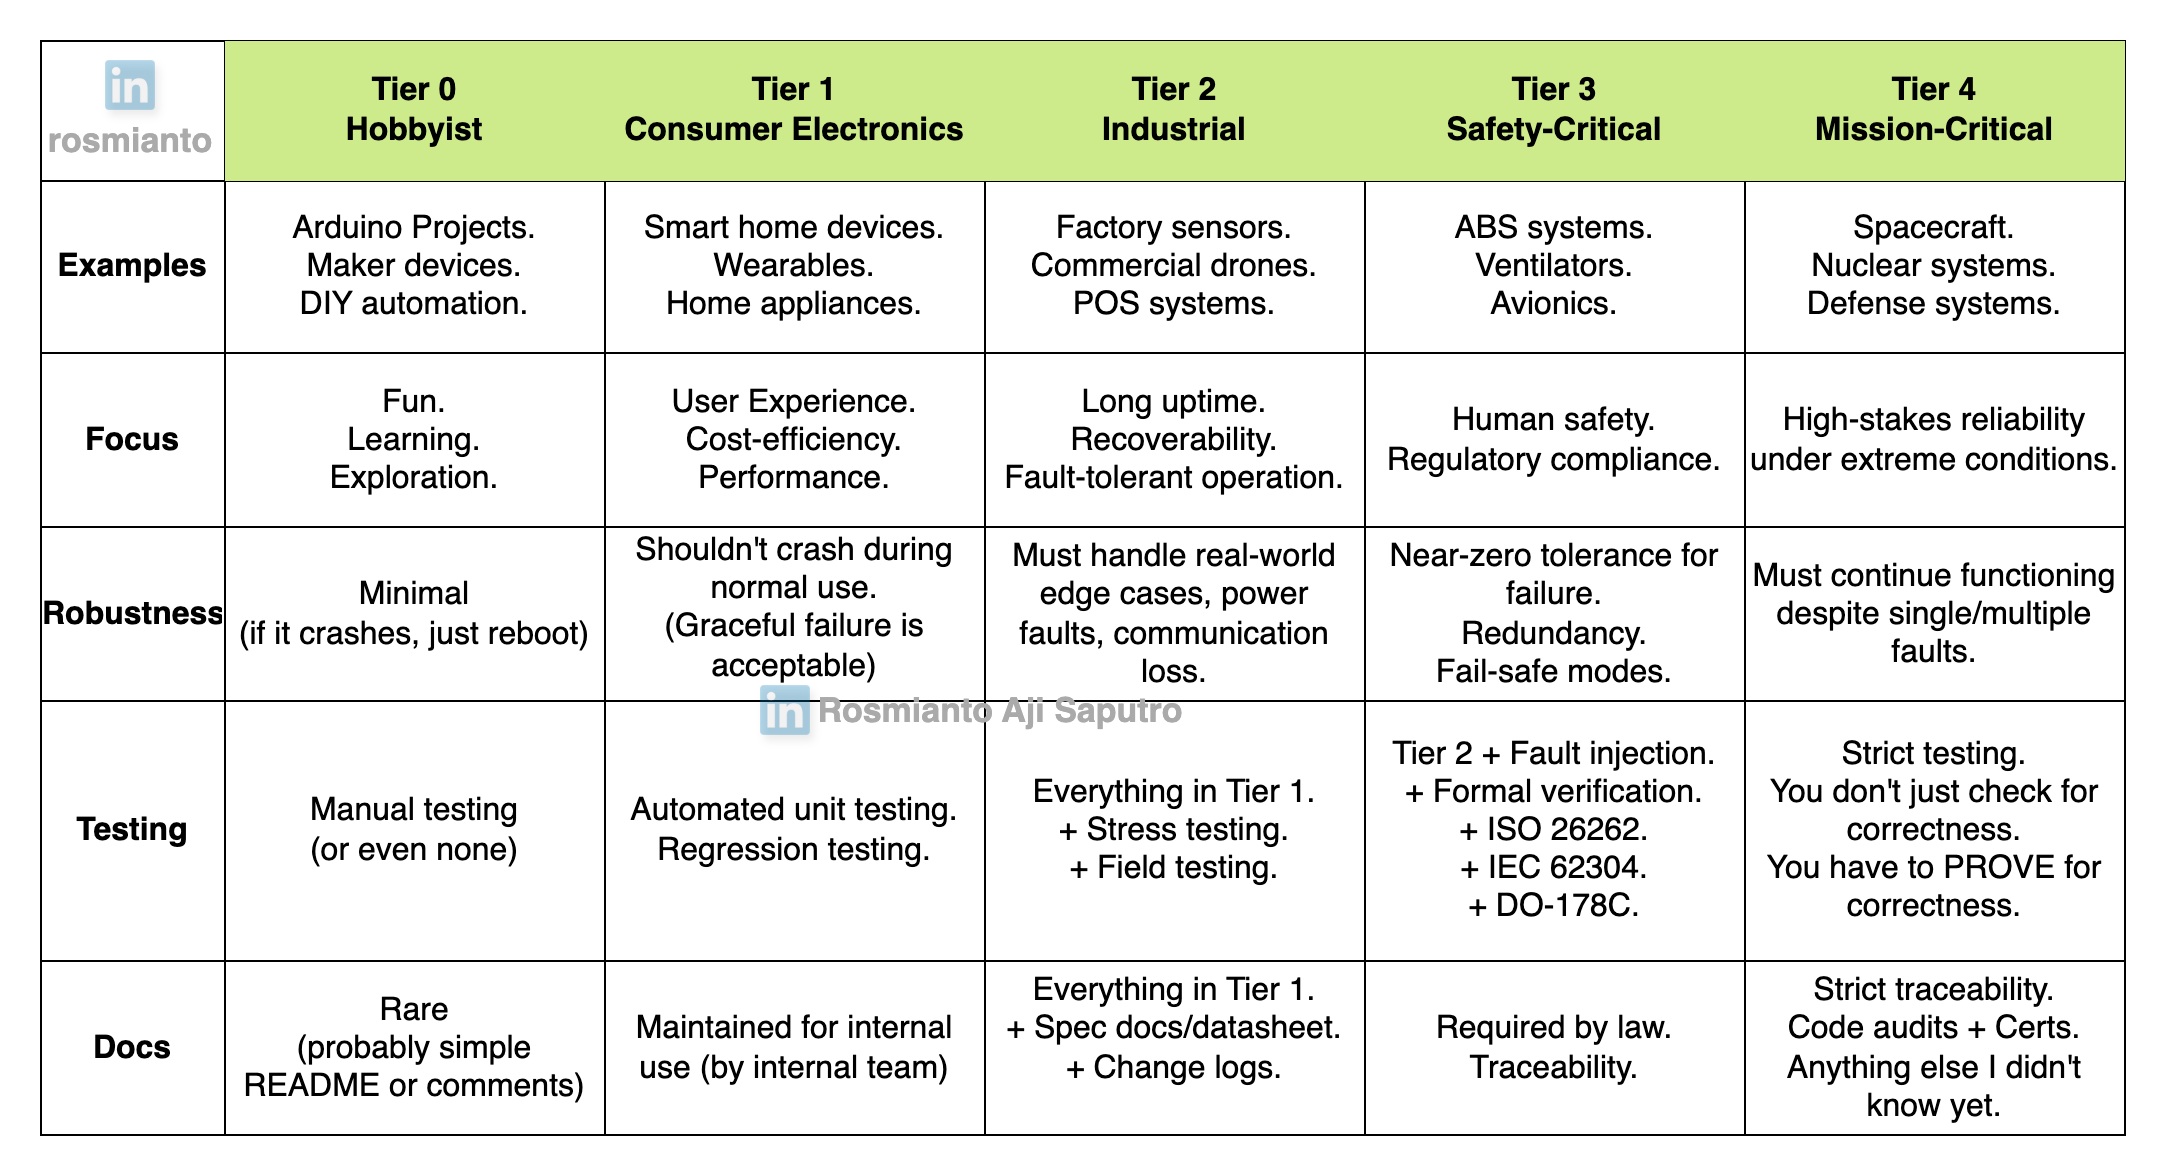 in
rosmianto
Tier 0
Hobbyist
Tier 1
Consumer Electronics
Tier 2
Industrial
Tier 3
Safety-Critical
Tier 4
Mission-Critical
Examples
Arduino Projects.
Maker devices.
DIY automation.
Smart home devices.
Wearables.
Home appliances.
Factory sensors.
Commercial drones.
POS systems.
ABS systems.
Ventilators.
Avionics.
Spacecraft.
Nuclear systems.
Defense systems.
Focus
Fun.
Learning.
Exploration.
User Experience.
Cost-efficiency.
Performance.
Long uptime.
Recoverability.
Fault-tolerant operation.
Human safety.
Regulatory compliance.
High-stakes reliability
under extreme conditions.
Robustness
Minimal
(if it crashes, just reboot)
Shouldn't crash during
normal use.
(Graceful failure is
acceptable)
Must handle real-world
edge cases, power
faults, communication
loss.
Near-zero tolerance for
failure.
Redundancy.
Fail-safe modes.
Must continue functioning
despite single/multiple
faults.
in Rosmianto Aji Saputro
Testing
Manual testing
(or even none)
Automated unit testing.
Regression testing.
Everything in Tier 1.
+ Stress testing.
+ Field testing.
Tier 2 + Fault injection.
+ Formal verification.
+ ISO 26262.
+ IEC 62304.
+ DO-178C.
Strict testing.
You don't just check for
correctness.
You have to PROVE for
correctness.
Docs
Rare
(probably simple
README or comments)
Maintained for internal
use (by internal team)
Everything in Tier 1.
+ Spec docs/datasheet.
+ Change logs.
Required by law.
Traceability.
Strict traceability.
Code audits + Certs.
Anything else I didn't
know yet.